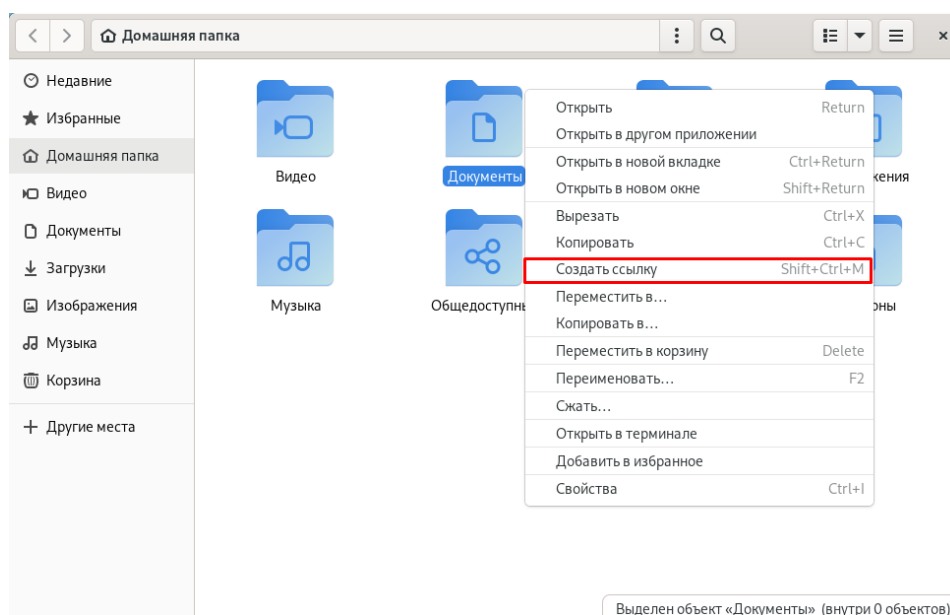 Домашняя папка
Недавние
Избранные
Домашняя папка
Видео
Документы
Загрузки
Изображения
Музыка
Корзина
Другие места
Видео
Документы
Музыка
Открыть Return
Открыть в другом приложении
Открыть в новой вкладке Ctrl+Return
Открыть в новом окне Shift+Return
Вырезать Ctrl+X
Копировать Ctrl+C
Создать ссылку Shift+Ctrl+M
Переместить в...
Копировать в...
Переместить в корзину Delete
Переименовать... F2
Сжать...
Открыть в терминале
Добавить в избранное
Свойства Ctrl+I
Выделен объект «Документы» (внутри 0 объектов)